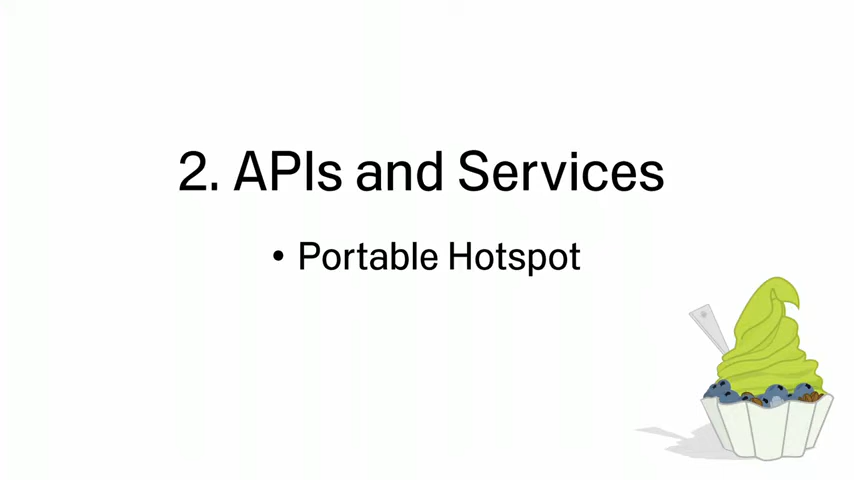 2. APIs and Services
• Portable Hotspot